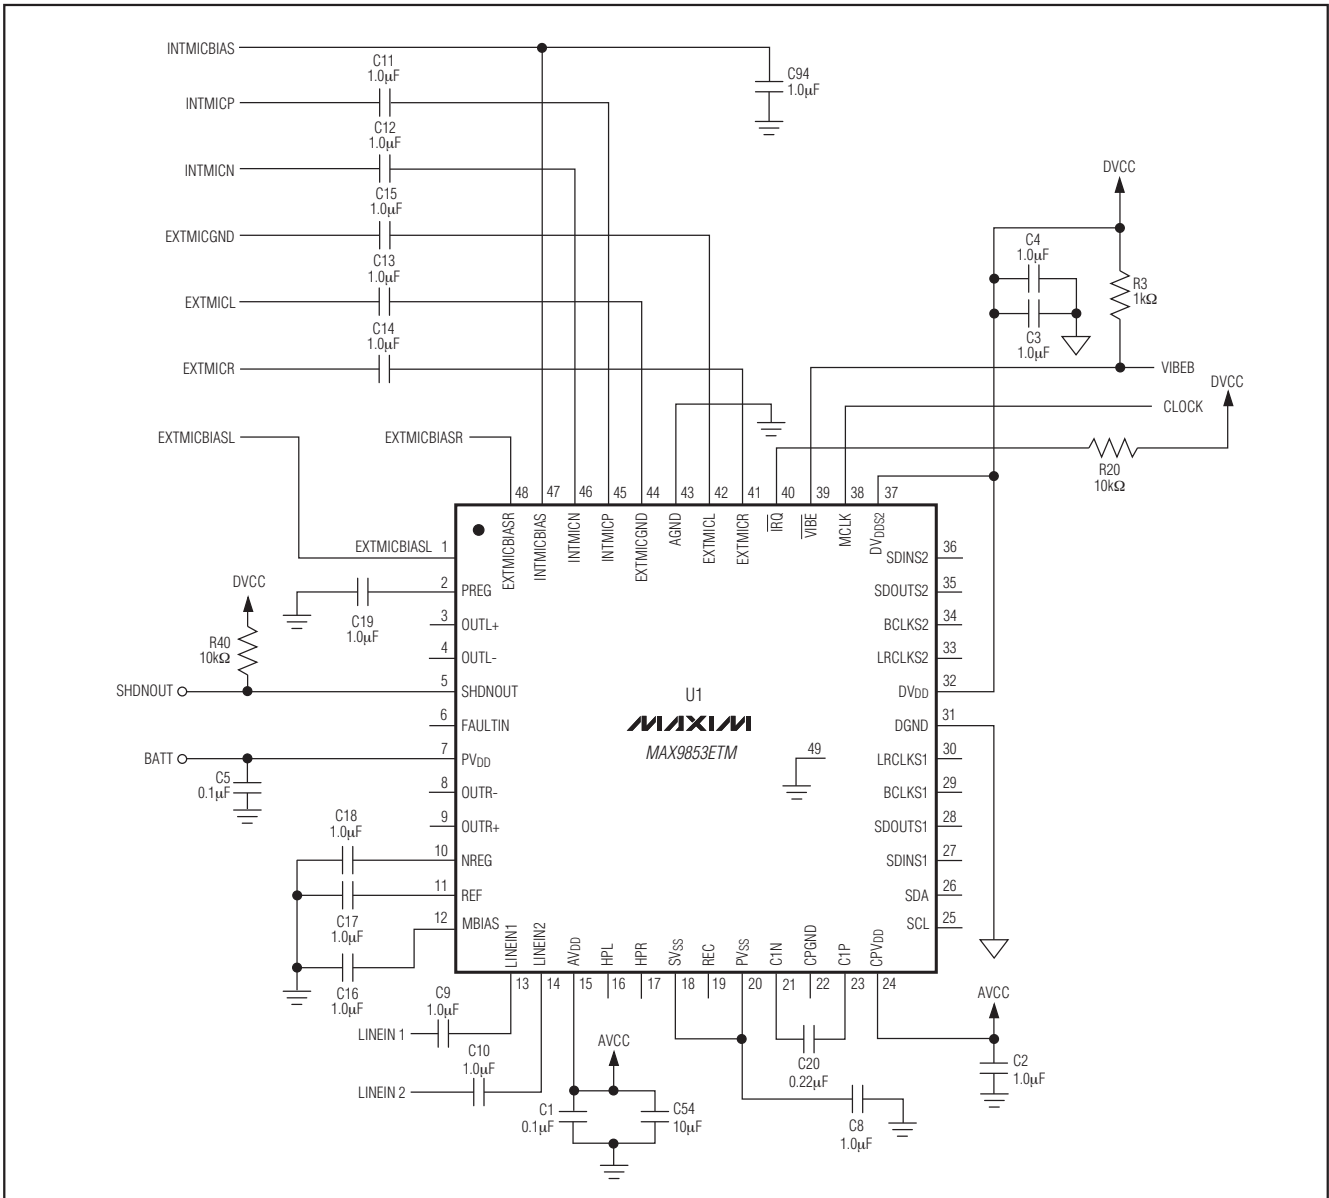 INTMICBIAS
C11
1.0µF
C94
1.0µF
INTMICP
C12
1.0µF
INTMICN
C15
1.0µF
EXTMICGND
C13
1.0µF
EXTMICL
C14
1.0µF
EXTMICR
DVCC
C4
1.0µF
R3
1kΩ
C3
1.0µF
VIBEB
DVCC
CLOCK
EXTMICBIASL
EXTMICBIASR
R20
10kΩ
48 47 46 45 44 43 42 41 40 39 38 37
EXTMICBIASR
INTMICBIAS
INTMICN
INTMICP
EXTMICGND
AGND
EXTMICL
EXTMICR
IRQ
VIBE
MCLK
DVDDS2
EXTMICBIASL 1
2 PREG
3 OUTL+
4 OUTL-
5 SHDNOUT
6 FAULTIN
7 PVDD
8 OUTR-
9 OUTR+
10 NREG
11 REF
12 MBIAS
DVCC
C19
1.0µF
R40
10kΩ
SHDNOUT
BATT
C5
0.1µF
C18
1.0µF
C17
1.0µF
C16
1.0µF
U1
MAXIM
MAX9853ETM
49
SDINS2 36
SDOUTS2 35
BCLKS2 34
LRCLKS2 33
DVDD 32
DGND 31
LRCLKS1 30
BCLKS1 29
SDOUTS1 28
SDINS1 27
SDA 26
SCL 25
LINEIN1
LINEIN2
AVDD
HPL
HPR
SVSS
REC
PVSS
C1N
CPGND
C1P
CPVDD
13 14 15 16 17 18 19 20 21 22 23 24
C9
1.0µF
LINEIN 1
C10
1.0µF
LINEIN 2
AVCC
C1
0.1µF
C54
10µF
C20
0.22µF
C8
1.0µF
AVCC
C2
1.0µF